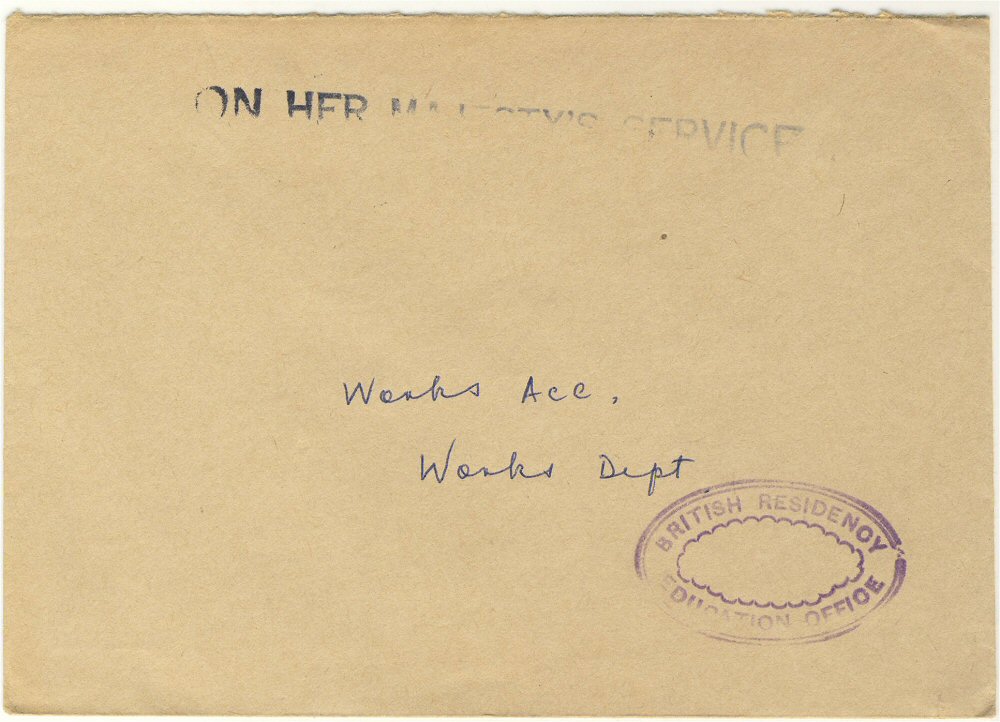 ON HER MAJESTY'S SERVICE
Works Acc.
Works Dept
BRITISH RESIDENCY
EDUCATION OFFICE